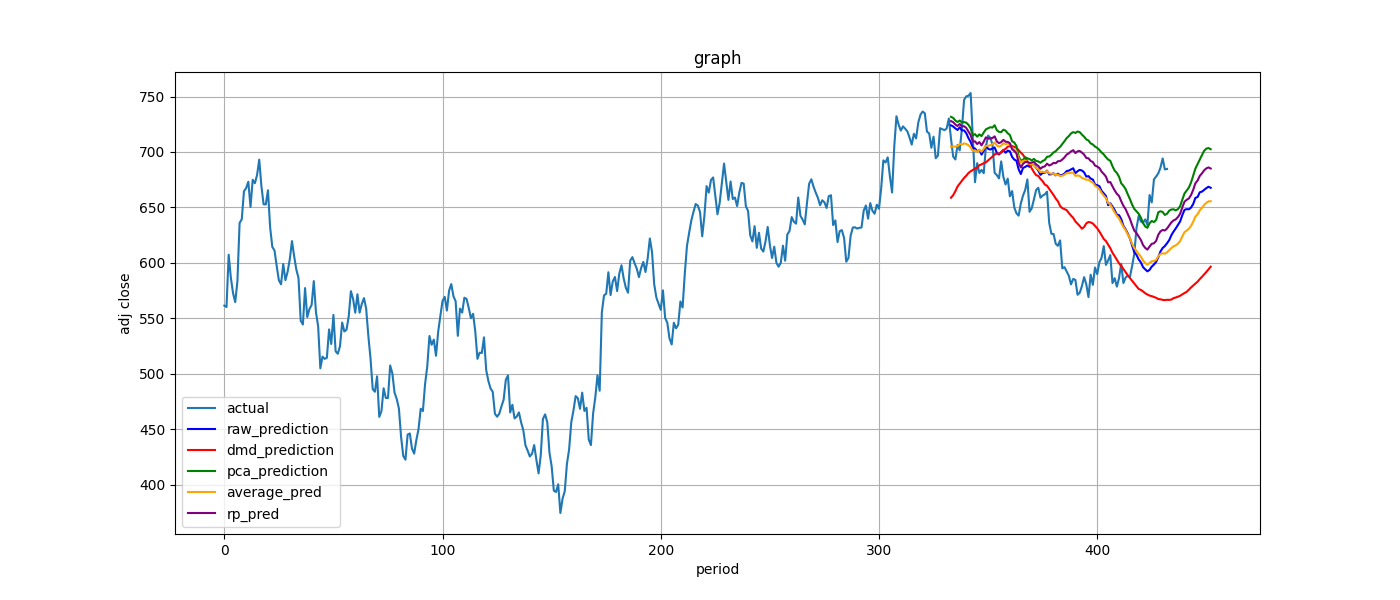 graph
750
700
650
600
550
500
450
400
adj close
actual
raw_prediction
dmd_prediction
pca_prediction
average_pred
rp_pred
0 100 200 300 400
period